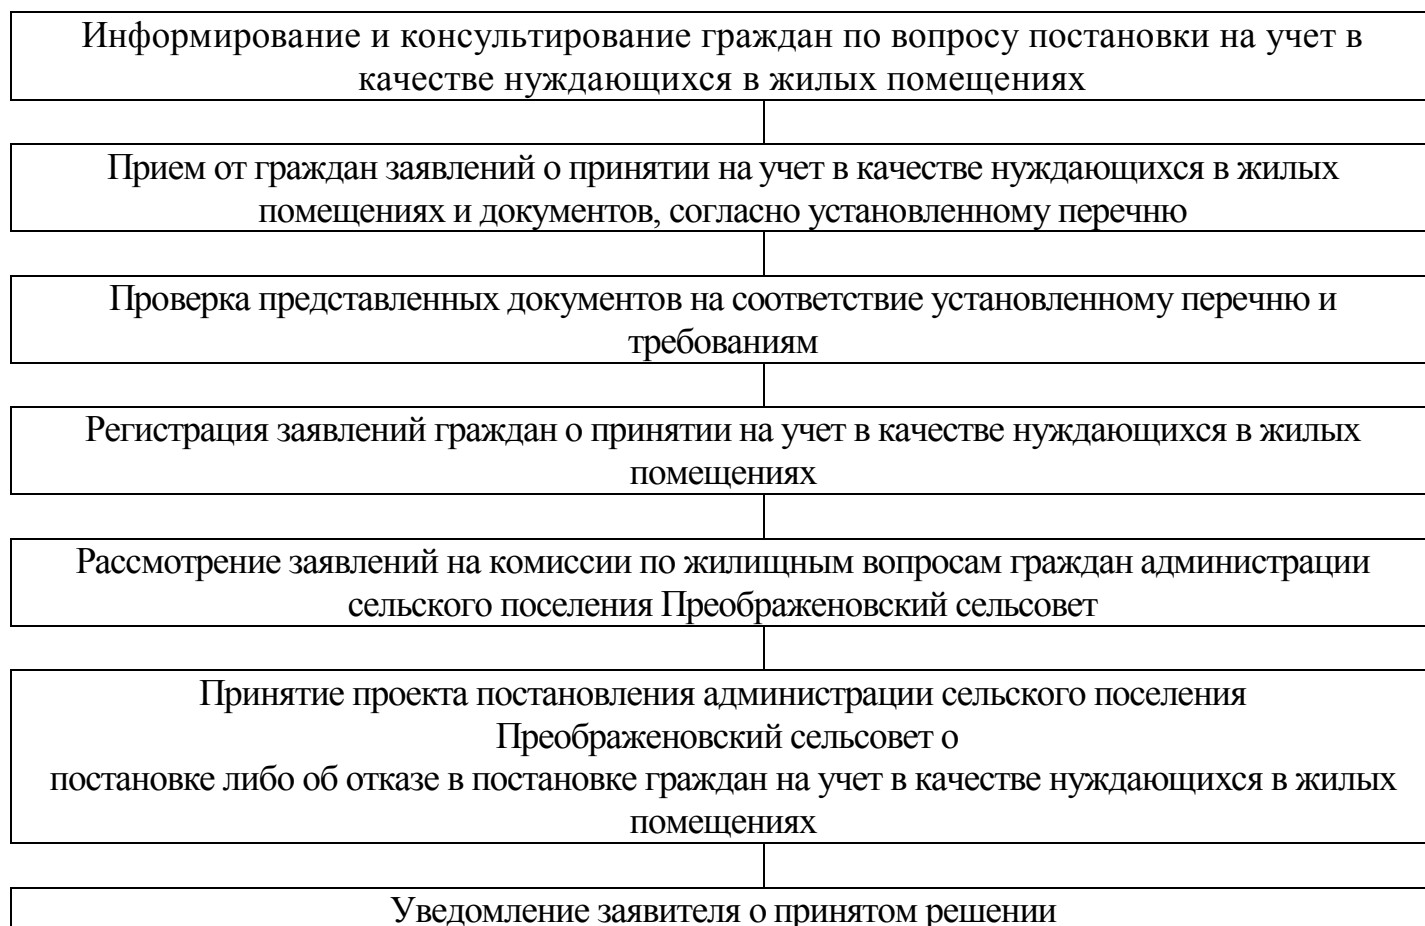 Информирование и консультирование граждан по вопросу постановки на учет в
качестве нуждающихся в жилых помещениях
Прием от граждан заявлений о принятии на учет в качестве нуждающихся в жилых
помещениях и документов, согласно установленному перечню
Проверка представленных документов на соответствие установленному перечню и
требованиям
Регистрация заявлений граждан о принятии на учет в качестве нуждающихся в жилых
помещениях
Рассмотрение заявлений на комиссии по жилищным вопросам граждан администрации
сельского поселения Преображеновский сельсовет
Принятие проекта постановления администрации сельского поселения
Преображеновский сельсовет о
постановке либо об отказе в постановке граждан на учет в качестве нуждающихся в жилых
помещениях
Уведомление заявителя о принятом решении